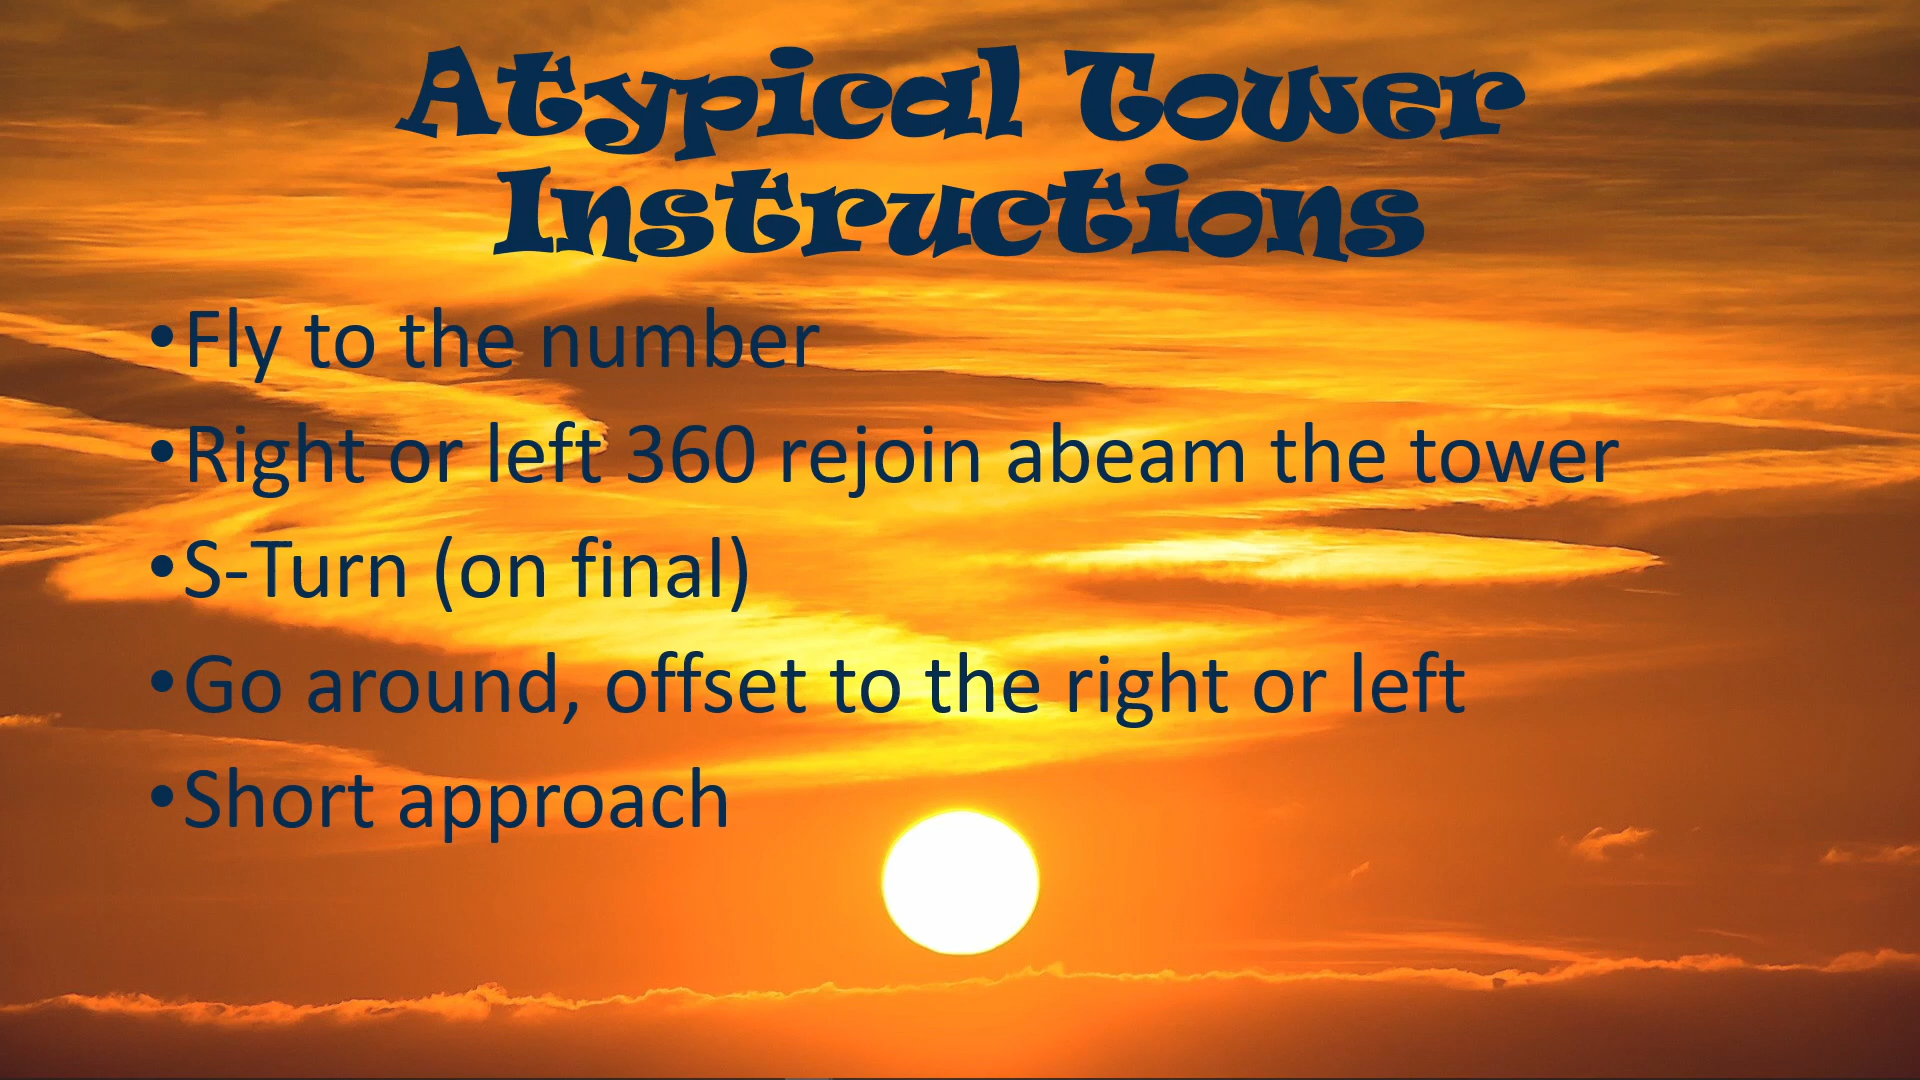 Atypical Tower
Instructions
•Fly to the number
•Right or left 360 rejoin abeam the tower
•S-Turn (on final)
•Go around, offset to the right or left
•Short approach